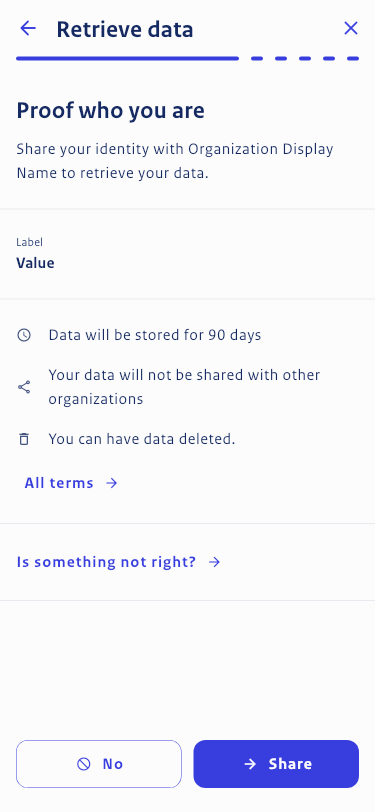 Retrieve data
Proof who you are
Share your identity with Organization Display
Name to retrieve your data.
Label
Value
Data will be stored for 90 days
Your data will not be shared with other
organizations
You can have data deleted.
All terms
Is something not right?
No
Share